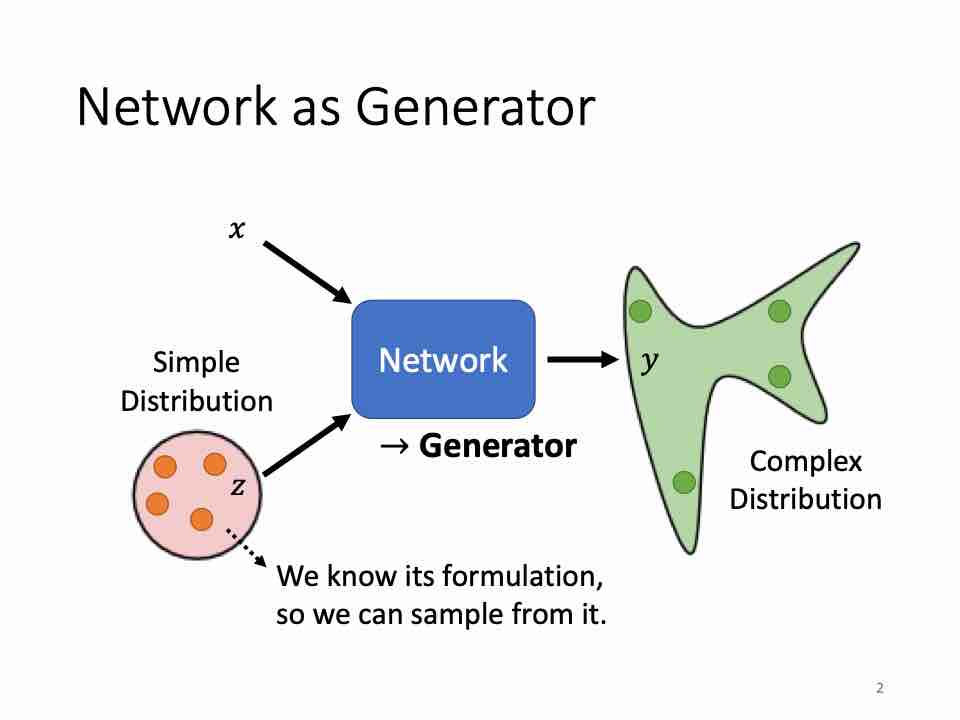 Network as Generator
x
Simple
Distribution
z
Network
→ Generator
y
Complex
Distribution
We know its formulation,
so we can sample from it.
2